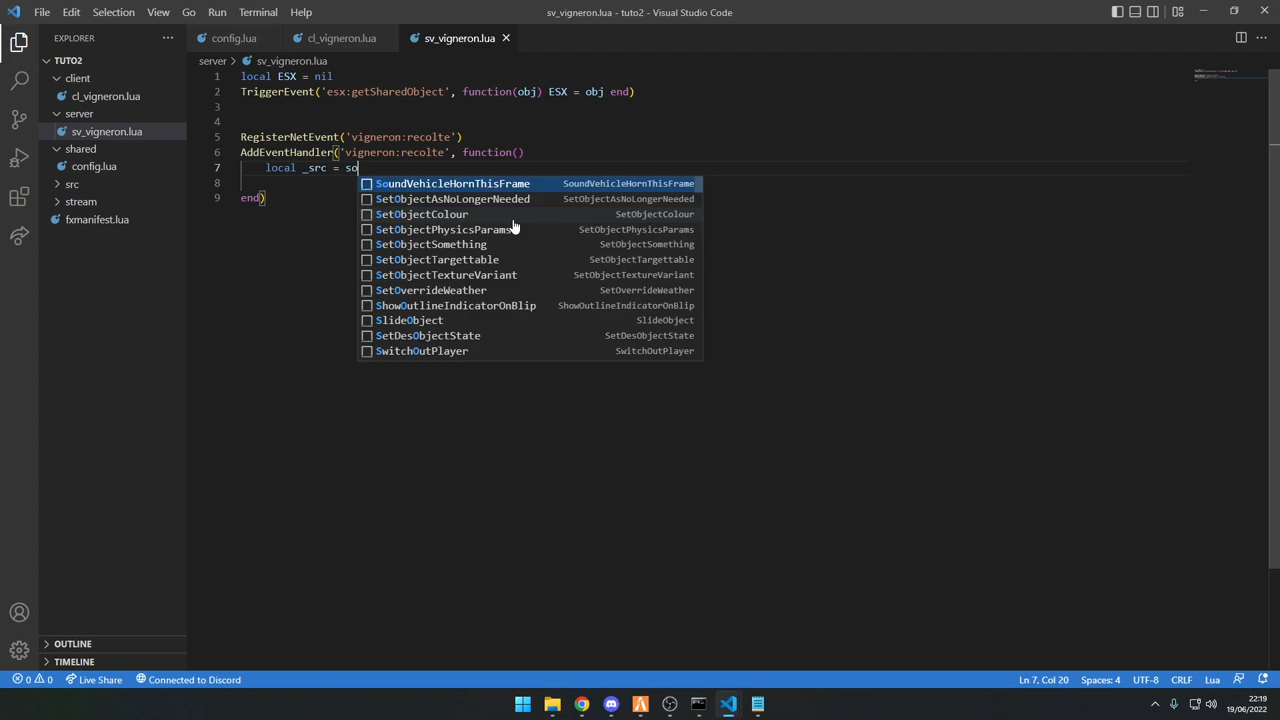 File Edit Selection View Go Run Terminal Help
sv_vigneron.lua - tuto2 - Visual Studio Code
EXPLORER
TUTO2
client
cl_vigneron.lua
server
sv_vigneron.lua
shared
config.lua
src
stream
fxmanifest.lua
OUTLINE
TIMELINE
config.lua
cl_vigneron.lua
sv_vigneron.lua
server > sv_vigneron.lua
1 local ESX = nil
2 TriggerEvent('esx:getSharedObject', function(obj) ESX = obj end)
3
4
5 RegisterNetEvent('vigneron:recolte')
6 AddEventHandler('vigneron:recolte', function()
7 local _src = so
8
9 end)
SoundVehicleHornThisFrame SoundVehicleHornThisFrame
SetObjectAsNoLongerNeeded SetObjectAsNoLongerNeeded
SetObjectColour SetObjectColour
SetObjectPhysicsParams SetObjectPhysicsParams
SetObjectSomething SetObjectSomething
SetObjectTargettable SetObjectTargettable
SetObjectTextureVariant SetObjectTextureVariant
SetOverrideWeather SetOverrideWeather
ShowOutlineIndicatorOnBlip ShowOutlineIndicatorOnBlip
SlideObject SlideObject
SetDesObjectState SetDesObjectState
SwitchOutPlayer SwitchOutPlayer
0 0 Live Share Connected to Discord
Ln 7, Col 20 Spaces: 4 UTF-8 CRLF Lua
22:19
19/06/2022